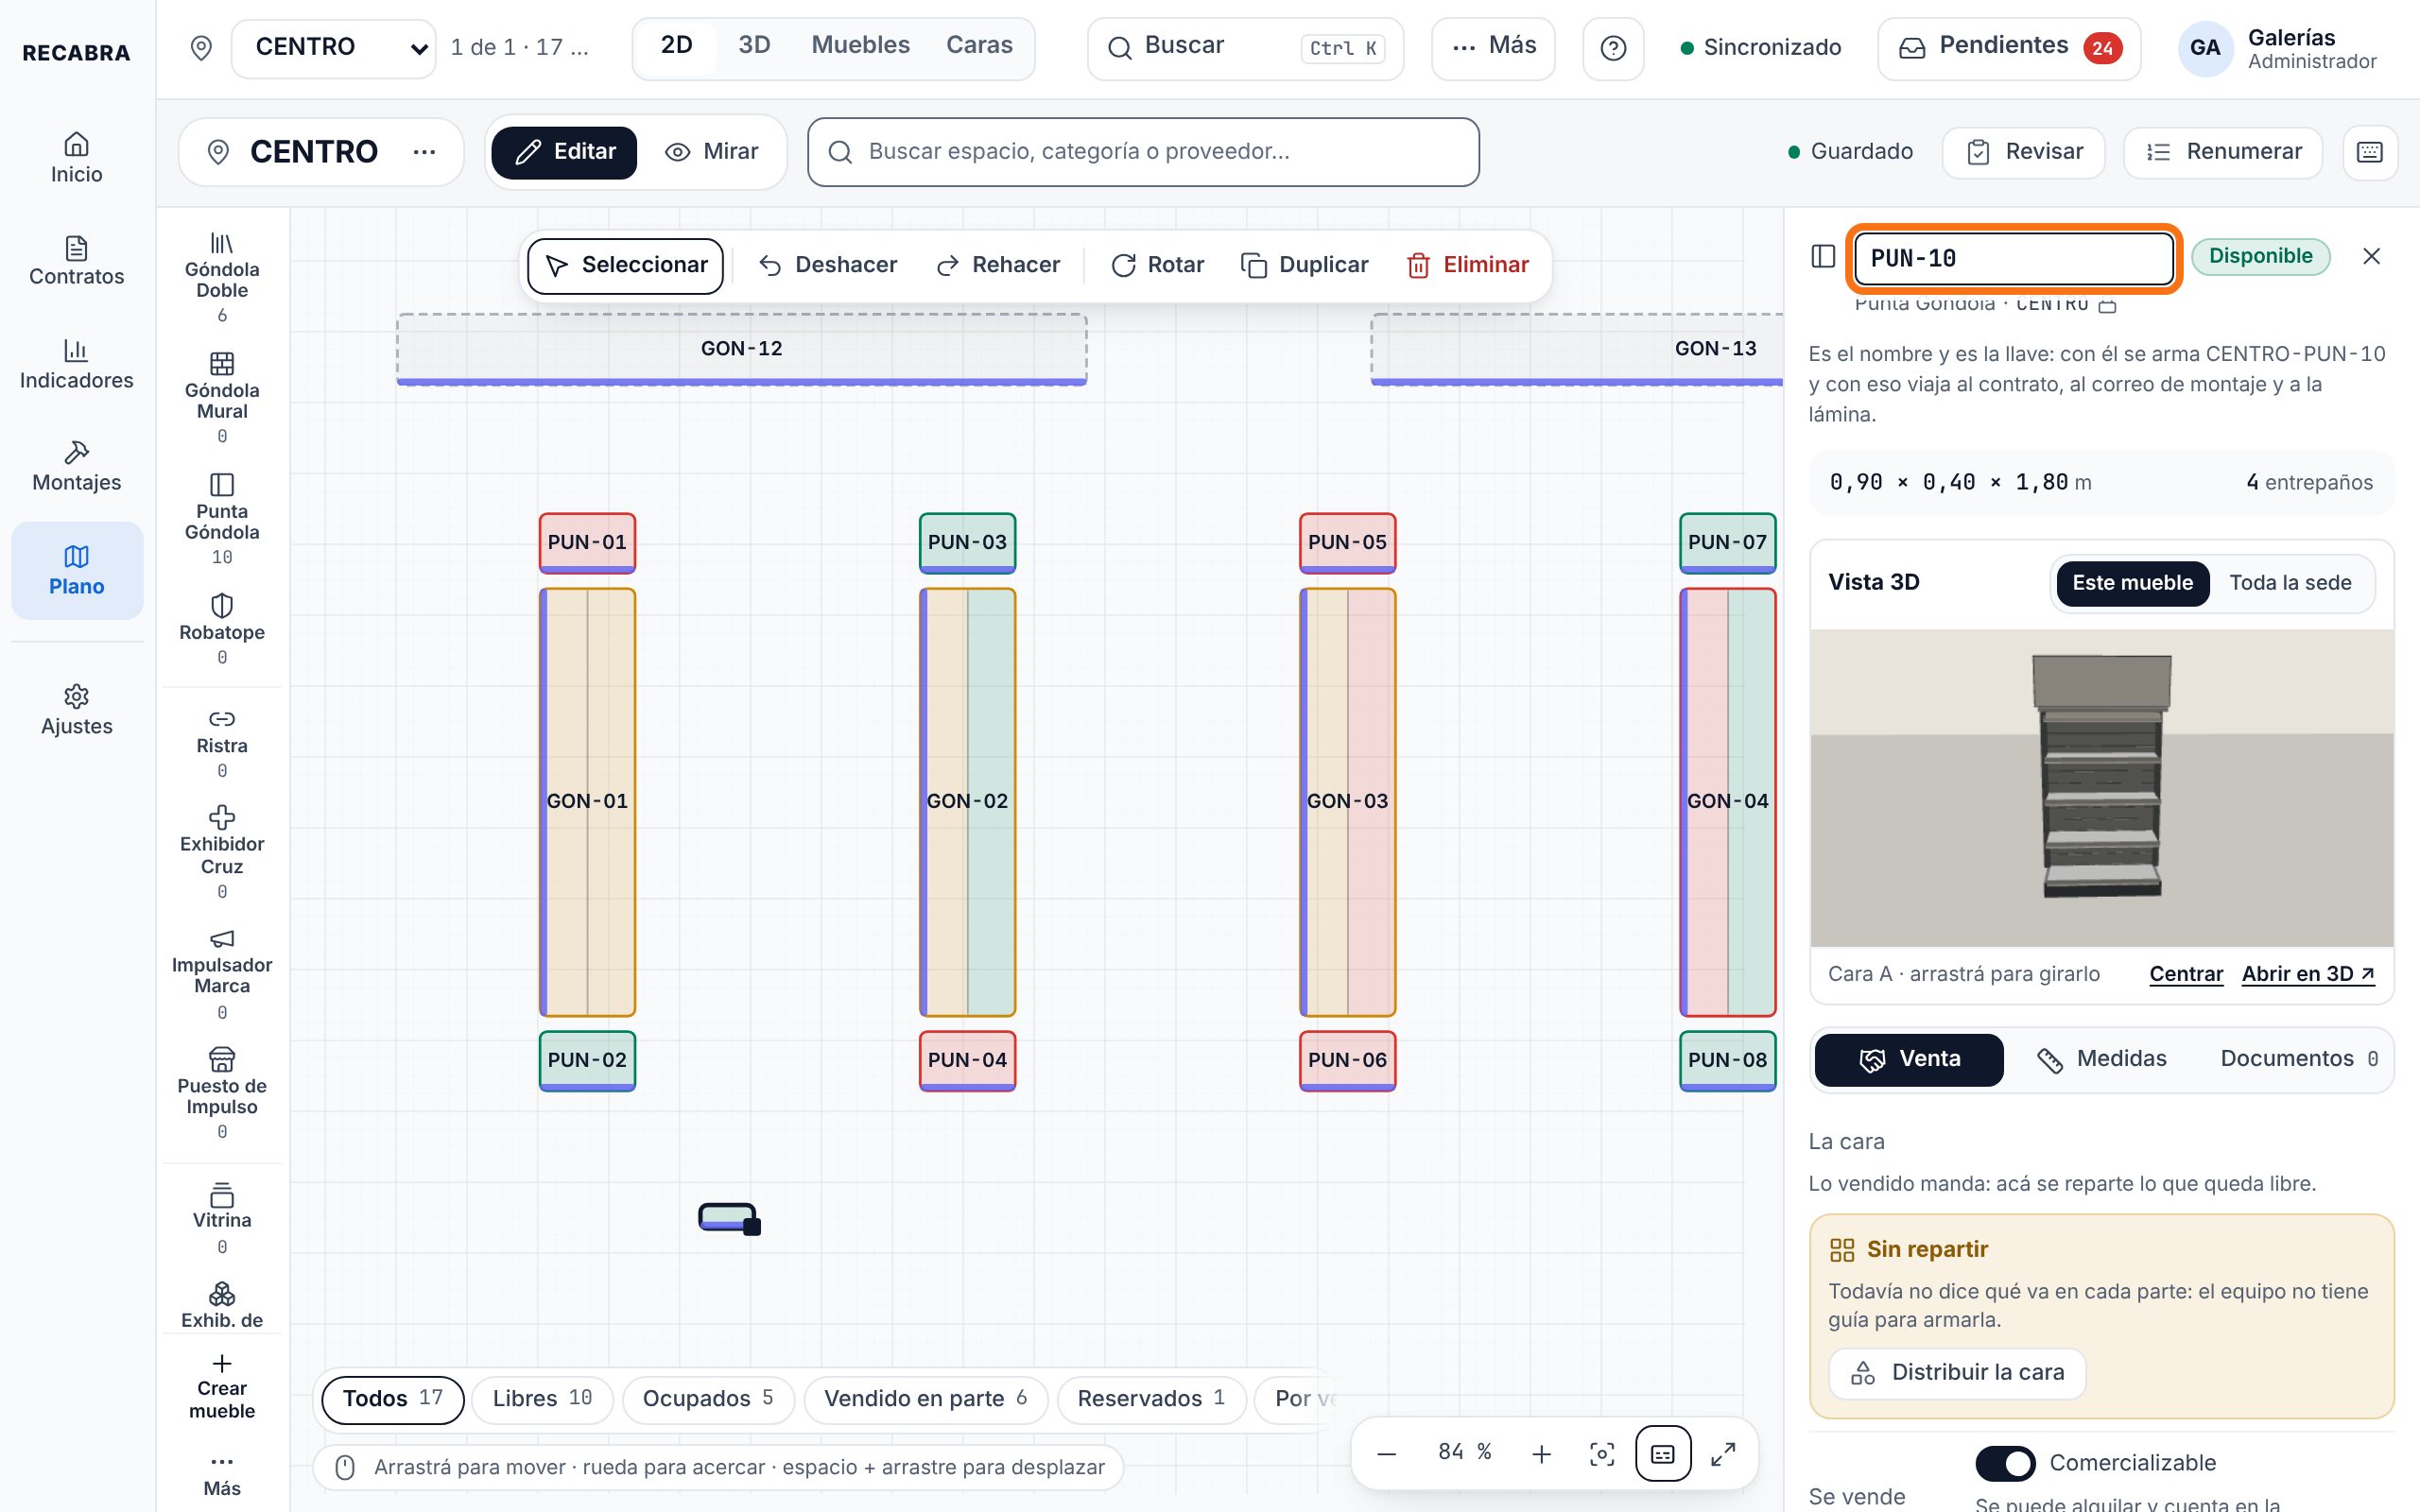 RECABRA
CENTRO
1 de 1 · 17 ...
2D
3D
Muebles
Caras
Buscar
Ctrl K
Más
Sincronizado
Pendientes
24
GA
Galerías
Administrador
Inicio
Contratos
Indicadores
Montajes
Plano
Ajustes
CENTRO
Editar
Mirar
Buscar espacio, categoría o proveedor...
Guardado
Revisar
Renumerar
Góndola
Doble
6
Góndola
Mural
0
Punta
Góndola
10
Robatope
0
Ristra
0
Exhibidor
Cruz
0
Impulsador
Marca
0
Puesto de
Impulso
0
Vitrina
0
Exhib. de
Crear
mueble
Más
Seleccionar
Deshacer
Rehacer
Rotar
Duplicar
Eliminar
GON-12
GON-13
PUN-01
PUN-03
PUN-05
PUN-07
GON-01
GON-02
GON-03
GON-04
PUN-02
PUN-04
PUN-06
PUN-08
Todos 17
Libres 10
Ocupados 5
Vendido en parte 6
Reservados 1
Por
Arrastrá para mover · rueda para acercar · espacio + arrastre para desplazar
84 %
PUN-10
Disponible
Punta Góndola · CENTRO
Es el nombre y es la llave: con él se arma CENTRO-PUN-10
y con eso viaja al contrato, al correo de montaje y a la
lámina.
0,90 × 0,40 × 1,80 m
4 entrepaños
Vista 3D
Este mueble
Toda la sede
Cara A · arrastrá para girarlo
Centrar
Abrir en 3D
Venta
Medidas
Documentos 0
La cara
Lo vendido manda: acá se reparte lo que queda libre.
Sin repartir
Todavía no dice qué va en cada parte: el equipo no tiene
guía para armarla.
Distribuir la cara
Comercializable
Se vende
Se puede alquilar y cuenta en la